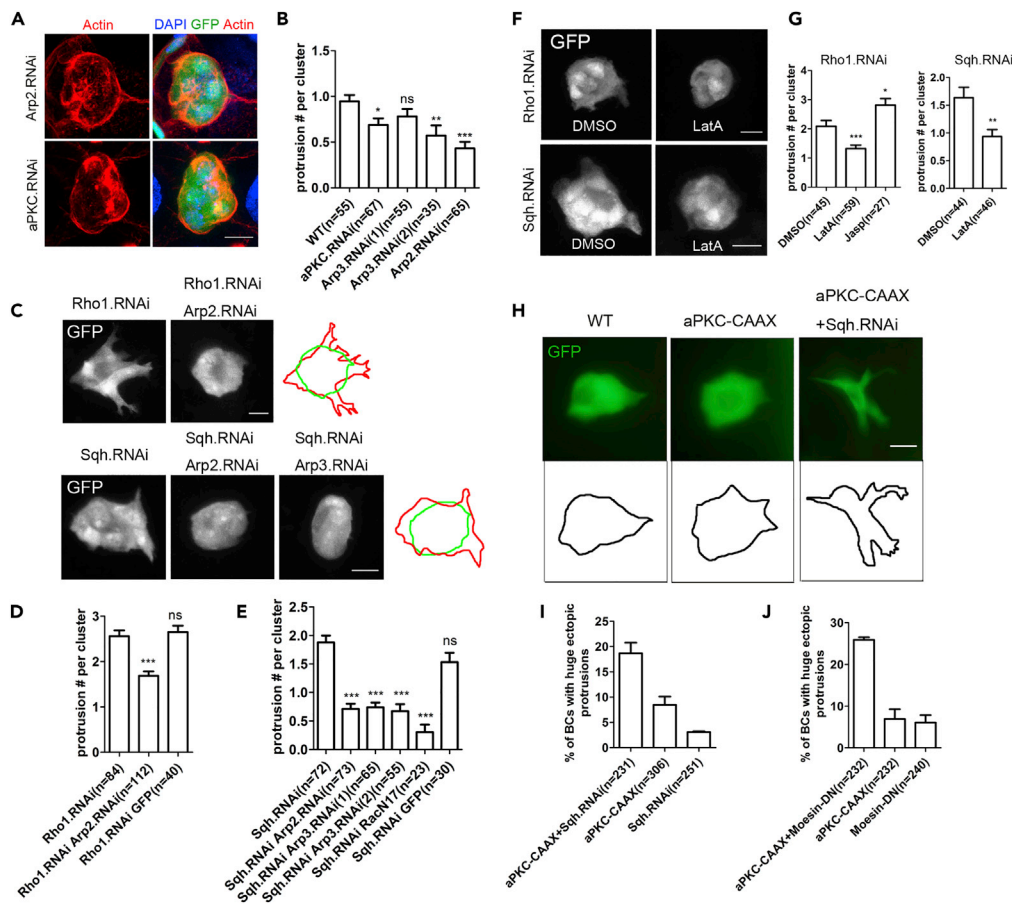 A
Actin
DAPI GFP Actin
Arp2.RNAi
aPKC.RNAi
B
protrusion # per cluster
1.5
1.0
0.5
0.0
*
ns
**
***
WT(n=55)
aPKC.RNAi(n=67)
Arp3.RNAi(1)(n=55)
Arp3.RNAi(2)(n=35)
Arp2.RNAi(n=65)
C
Rho1.RNAi
Rho1.RNAi
Arp2.RNAi
GFP
Sqh.RNAi
Sqh.RNAi
Arp2.RNAi
Sqh.RNAi
Arp3.RNAi
GFP
D
protrusion # per cluster
3
2
1
0
***
ns
Rho1.RNAi(n=84)
Rho1.RNAi Arp2.RNAi(n=112)
Rho1.RNAi GFP(n=40)
E
protrusion # per cluster
2.0
1.5
1.0
0.5
0.0
***
***
***
***
ns
Sqh.RNAi(n=72)
Sqh.RNAi Arp2.RNAi(n=73)
Sqh.RNAi Arp3.RNAi(1)(n=65)
Sqh.RNAi Arp3.RNAi(2)(n=55)
Sqh.RNAi RacN17(n=23)
Sqh.RNAi GFP(n=30)
F
GFP
Rho1.RNAi
DMSO
LatA
Sqh.RNAi
DMSO
LatA
G
Rho1.RNAi
protrusion # per cluster
4
3
2
1
0
***
*
DMSO(n=45)
LatA(n=59)
Jasp(n=27)
Sqh.RNAi
protrusion # per cluster
2.0
1.5
1.0
0.5
0.0
**
DMSO(n=44)
LatA(n=46)
H
WT
aPKC-CAAX
aPKC-CAAX
+Sqh.RNAi
GFP
I
% of BCs with huge ectopic
protrusions
25
20
15
10
5
0
aPKC-CAAX+Sqh.RNAi(n=231)
aPKC-CAAX(n=306)
Sqh.RNAi(n=251)
J
% of BCs with huge ectopic
protrusions
30
20
10
0
aPKC-CAAX+Moesin-DN(n=232)
aPKC-CAAX(n=232)
Moesin-DN(n=240)